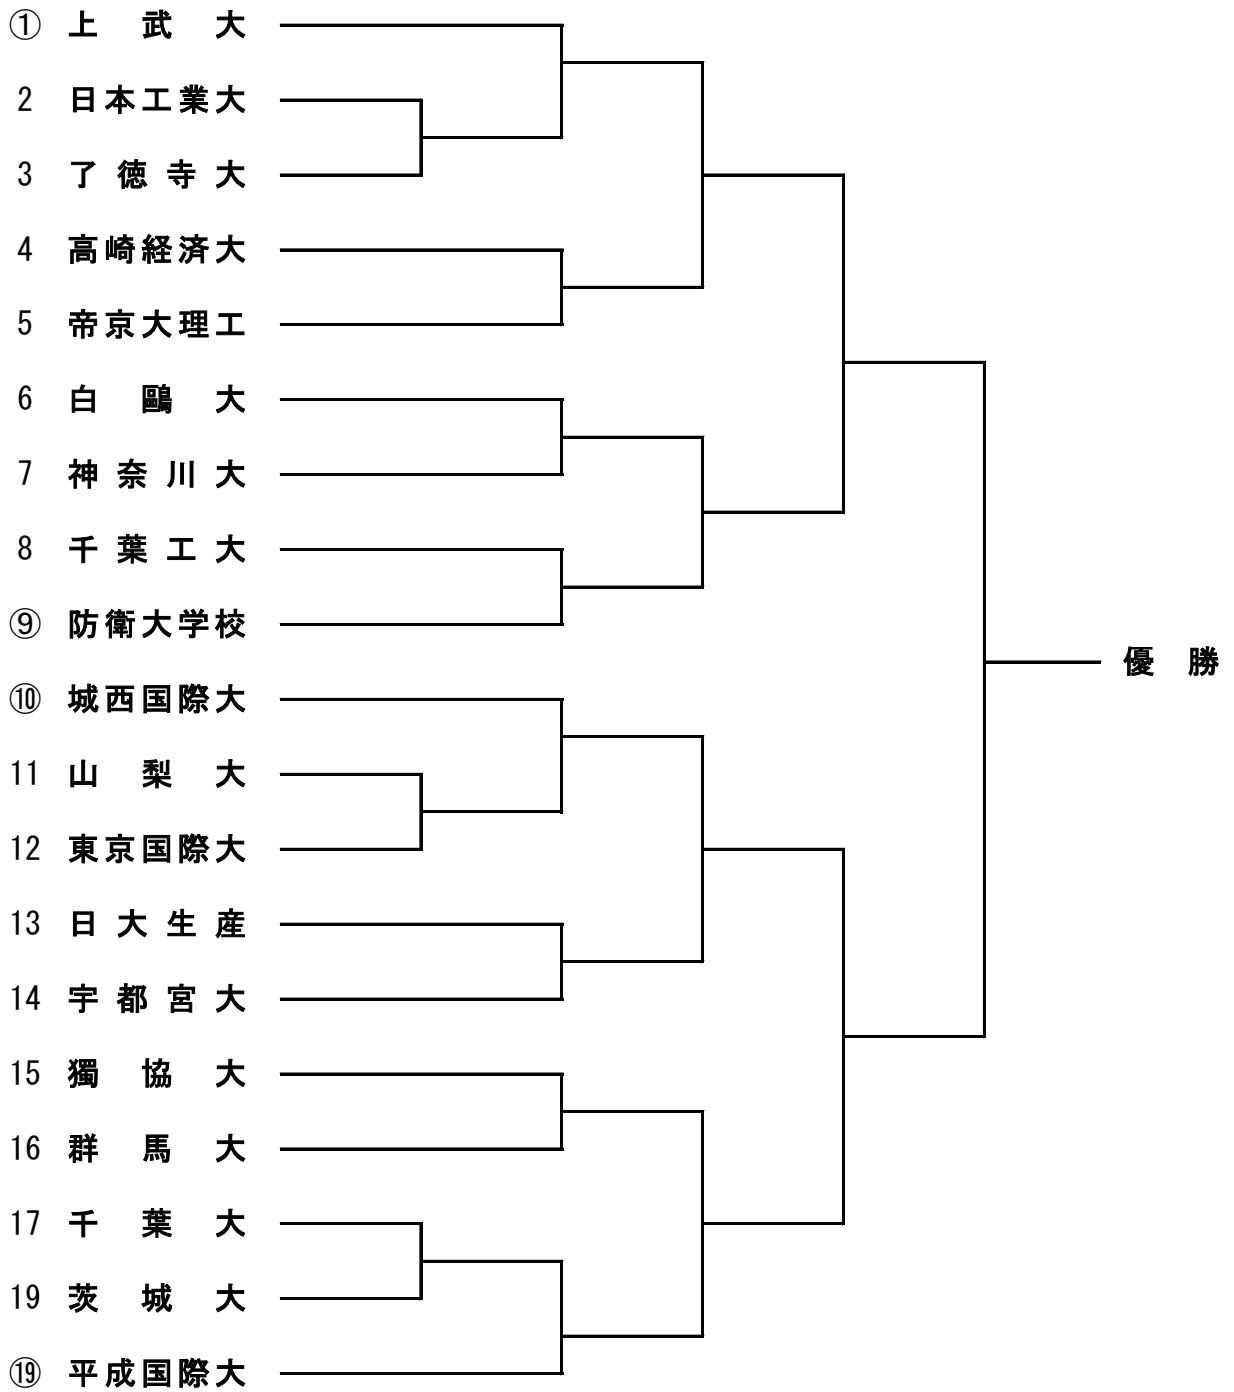 ① 上武大
2 日本工業大
3 了徳寺大
4 高崎経済大
5 帝京大理工
6 白鷗大
7 神奈川大
8 千葉工大
⑨ 防衛大学校
優勝
⑩ 城西国際大
11 山梨大
12 東京国際大
13 日大生産
14 宇都宮大
15 獨協大
16 群馬大
17 千葉大
19 茨城大
⑲ 平成国際大